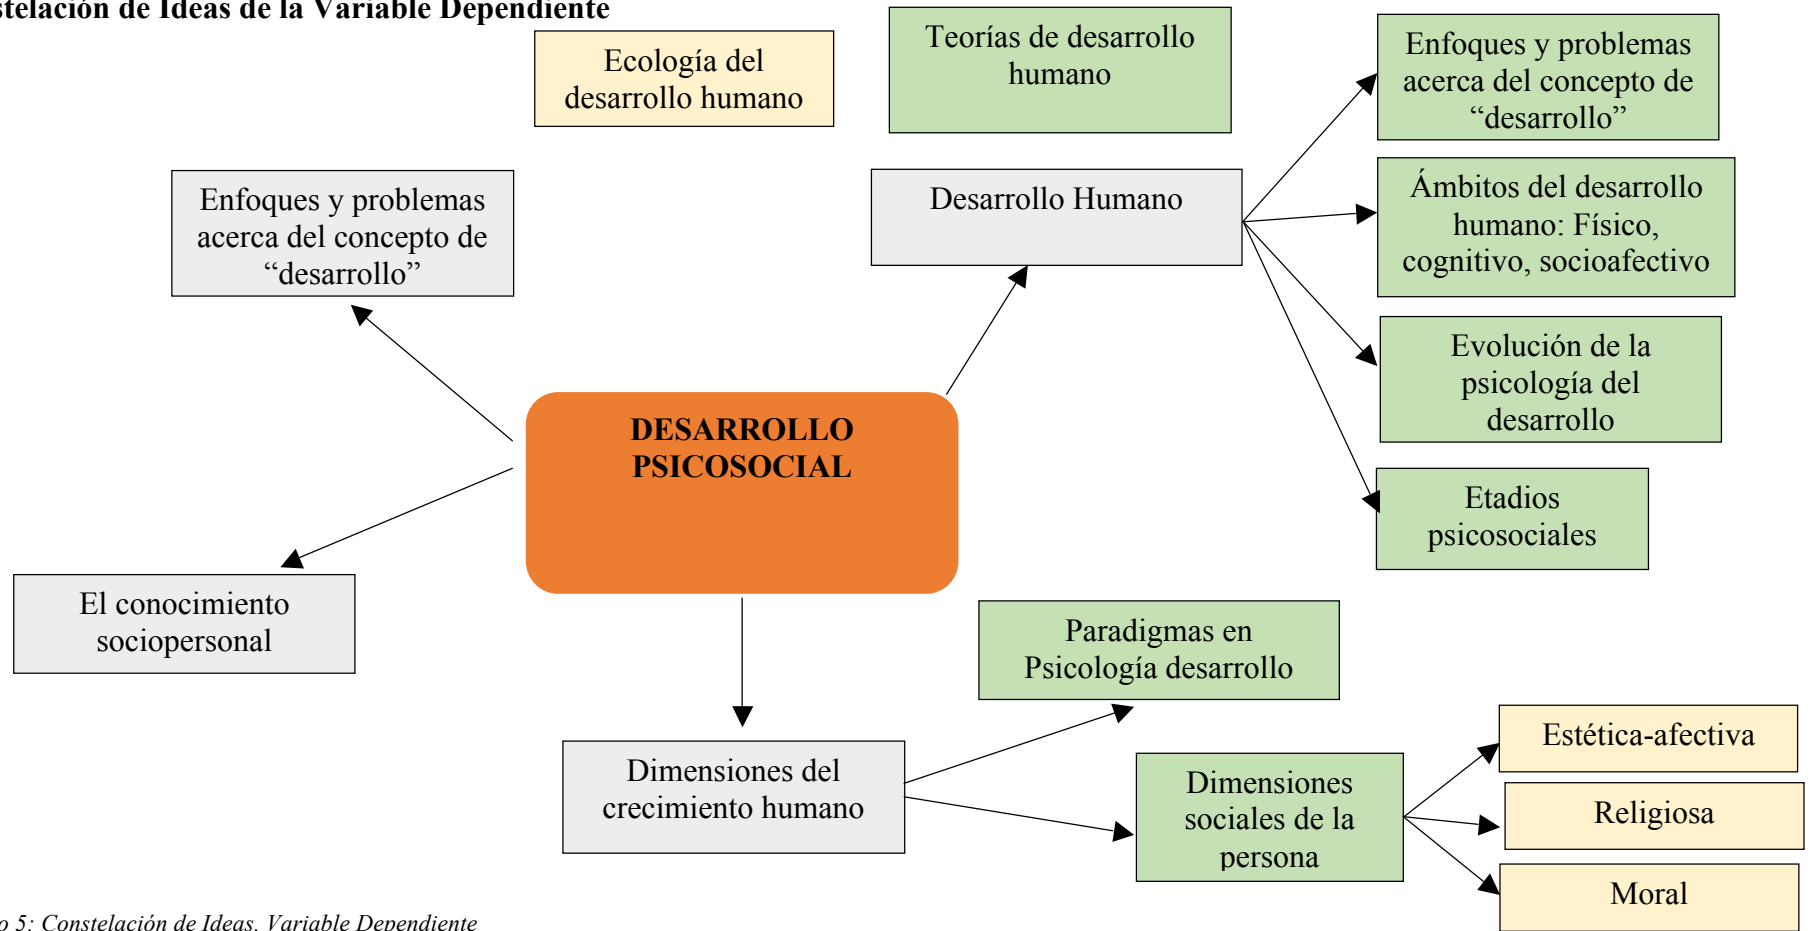 stelación de Ideas de la Variable Dependiente
Ecología del
desarrollo humano
Teorías de desarrollo
humano
Enfoques y problemas
acerca del concepto de
“desarrollo”
Enfoques y problemas
acerca del concepto de
“desarrollo”
Desarrollo Humano
Ámbitos del desarrollo
humano: Físico,
cognitivo, socioafectivo
Evolución de la
psicología del
desarrollo
DESARROLLO
PSICOSOCIAL
Etadios
psicosociales
El conocimiento
sociopersonal
Paradigmas en
Psicología desarrollo
Dimensiones del
crecimiento humano
Dimensiones
sociales de la
persona
Estética-afectiva
Religiosa
Moral
o 5: Constelación de Ideas. Variable Dependiente